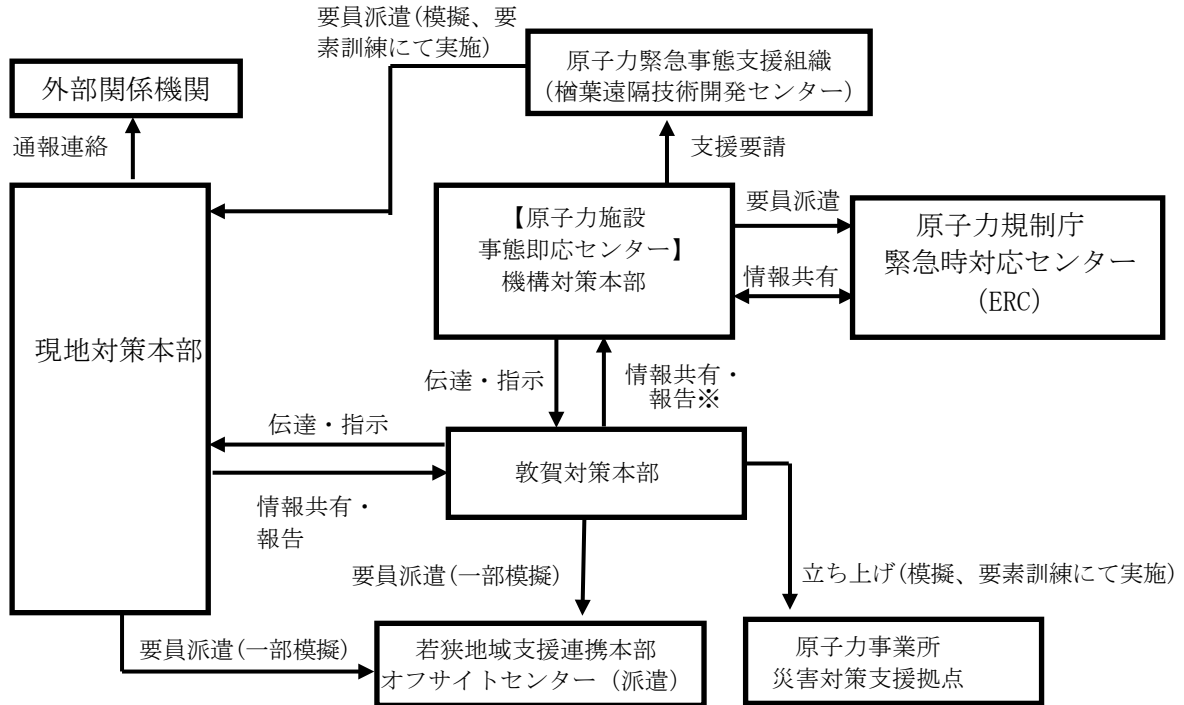 要員派遣(模擬、要
素訓練にて実施)
原子力緊急事態支援組織
(楢葉遠隔技術開発センター)
外部関係機関
通報連絡
支援要請
【原子力施設
事態即応センター】
機構対策本部
要員派遣
情報共有
原子力規制庁
緊急時対応センター
(ERC)
現地対策本部
伝達・指示
情報共有・
報告※
伝達・指示
敦賀対策本部
情報共有・
報告
要員派遣(一部模擬)
立ち上げ(模擬、要素訓練にて実施)
要員派遣(一部模擬)
若狭地域支援連携本部
オフサイトセンター（派遣）
原子力事業所
災害対策支援拠点